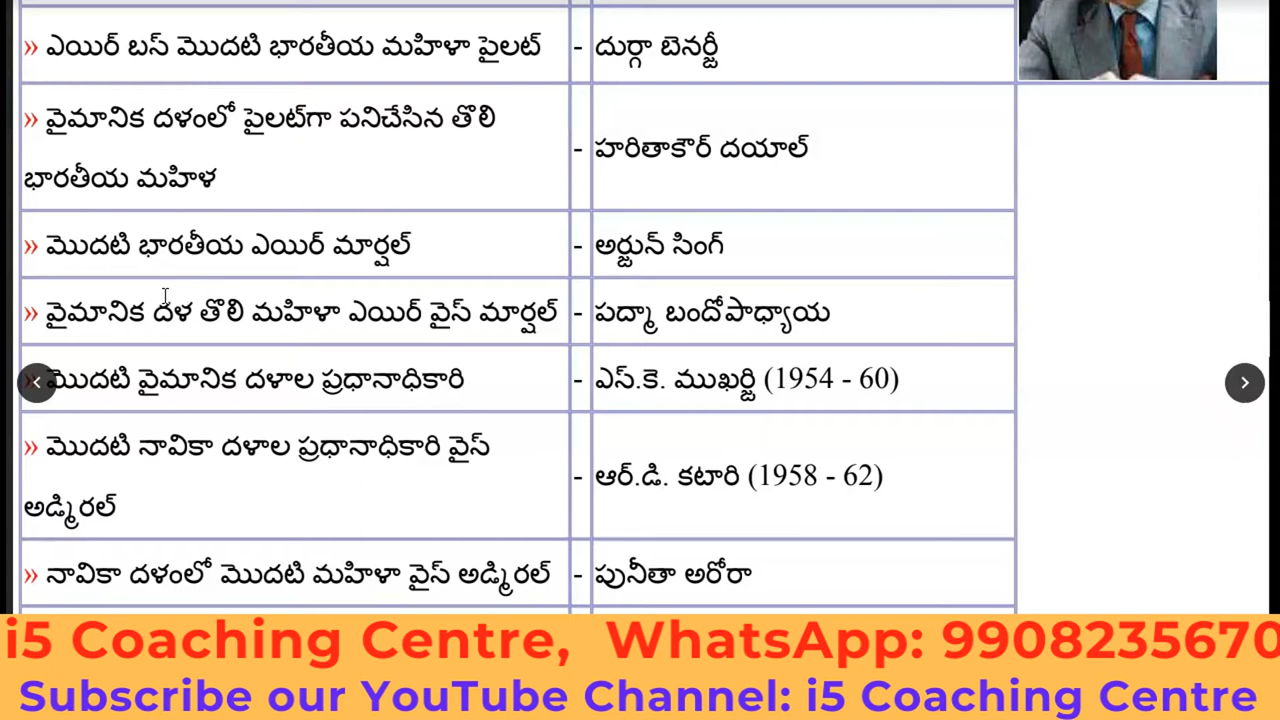 » ఎయిర్ బస్ మొదటి భారతీయ మహిళా పైలట్ - దుర్గా బెనర్జీ
» వైమానిక దళంలో పైలట్‌గా పనిచేసిన తొలి
భారతీయ మహిళ - హరితాకౌర్ దయాల్
» మొదటి భారతీయ ఎయిర్ మార్షల్ - అర్జున్ సింగ్
» వైమానిక దళ తొలి మహిళా ఎయిర్ వైస్ మార్షల్ - పద్మా బందోపాధ్యాయ
» మొదటి వైమానిక దళాల ప్రధానాధికారి - ఎస్.కె. ముఖర్జి (1954 - 60)
» మొదటి నావికా దళాల ప్రధానాధికారి వైస్
అడ్మిరల్ - ఆర్.డి. కటారి (1958 - 62)
» నావికా దళంలో మొదటి మహిళా వైస్ అడ్మిరల్ - పునీతా అరోరా
i5 Coaching Centre, WhatsApp: 9908235670
Subscribe our YouTube Channel: i5 Coaching Centre